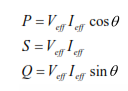 P = V_eff I_eff cos θ
S = V_eff I_eff
Q = V_eff I_eff sin θ